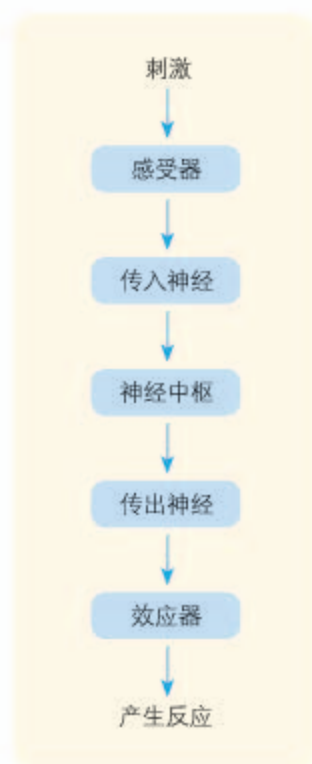 刺激
感受器
传入神经
神经中枢
传出神经
效应器
产生反应